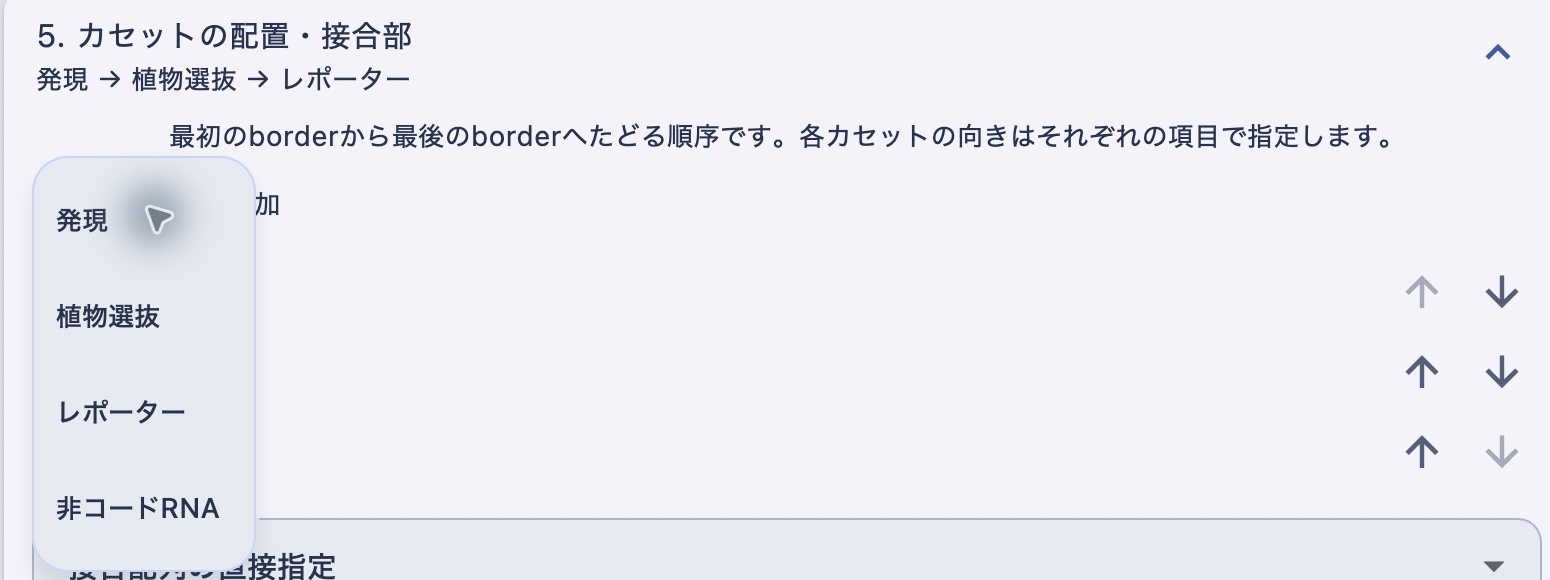 5. カセットの配置・接合部
発現 → 植物選抜 → レポーター
最初のborderから最後のborderへたどる順序です。各カセットの向きはそれぞれの項目で指定します。
加
発現
植物選抜
レポーター
非コードRNA
直接指定